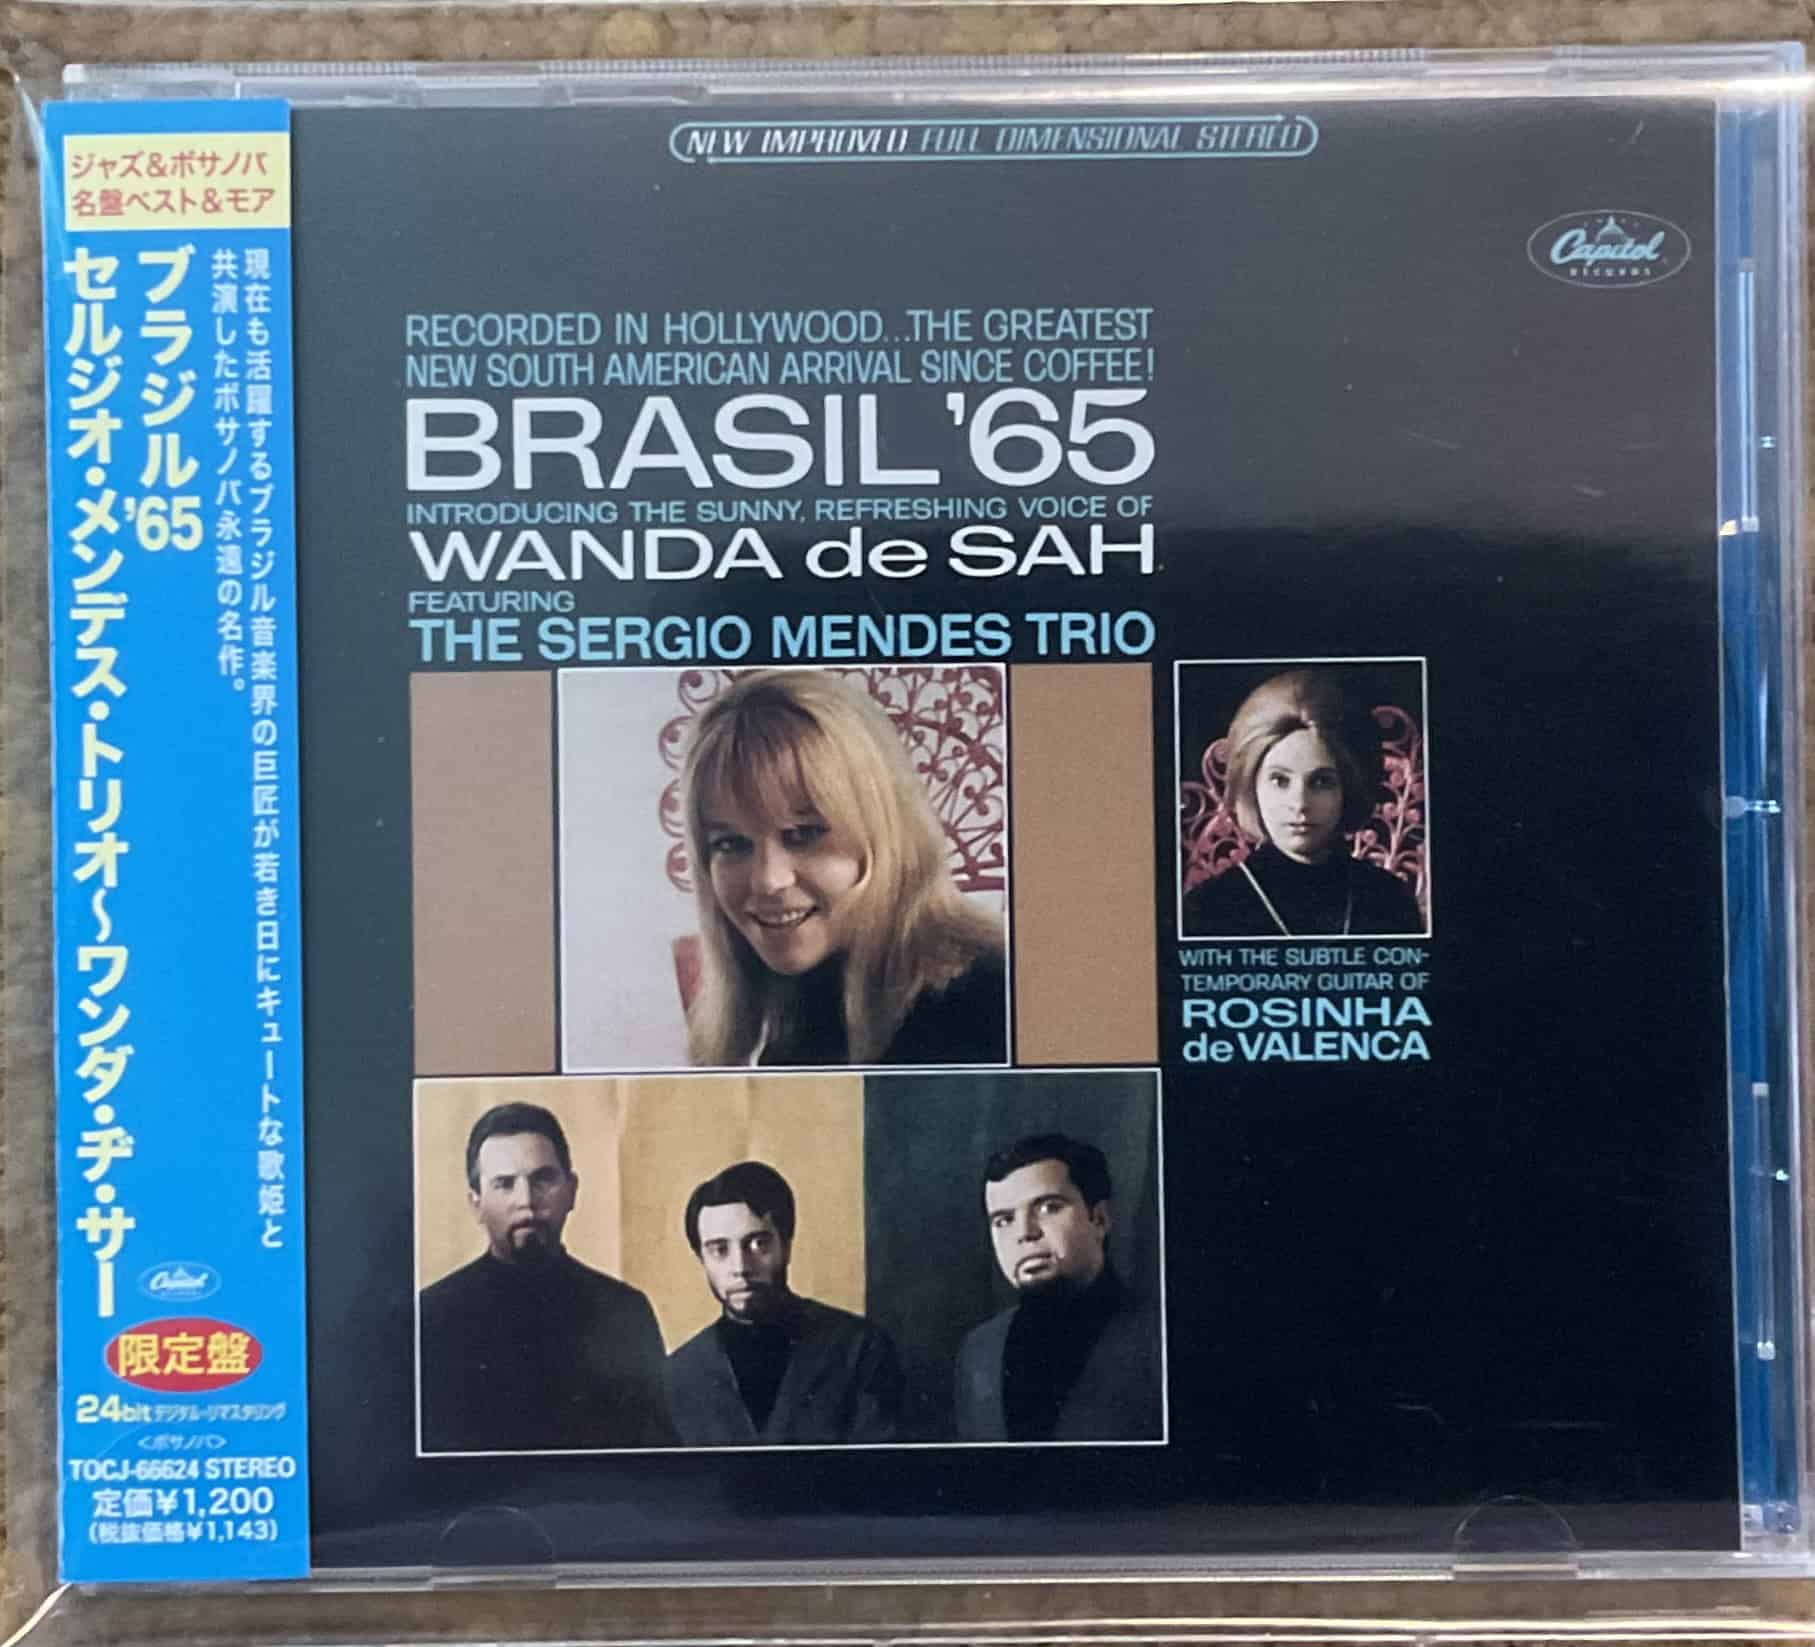 ジャズ&ボサノバ
名盤ベスト&モア
現在も活躍するブラジル音楽界の巨匠が若き日にキュートな歌姫と
共演したボサノバ永遠の名作。
ブラジル'65
セルジオ・メンデス・トリオ〜ワンダ・ヂ・サー
Capitol
RECORDS
限定盤
24bitデジタル・リマスタリング
<ボサノバ>
TOCJ-66624 STEREO
定価¥1,200
(税抜価格¥1,143)
NEW IMPROVED FULL DIMENSIONAL STEREO
Capitol
RECORDS
RECORDED IN HOLLYWOOD...THE GREATEST
NEW SOUTH AMERICAN ARRIVAL SINCE COFFEE!
BRASIL '65
INTRODUCING THE SUNNY, REFRESHING VOICE OF
WANDA de SAH
FEATURING
THE SERGIO MENDES TRIO
WITH THE SUBTLE CON-
TEMPORARY GUITAR OF
ROSINHA
de VALENCA